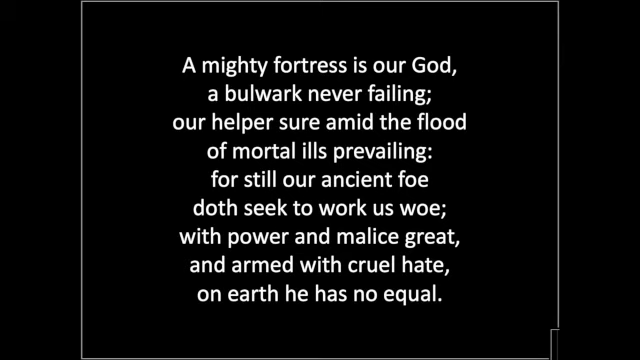 A mighty fortress is our God,
a bulwark never failing;
our helper sure amid the flood
of mortal ills prevailing:
for still our ancient foe
doth seek to work us woe;
with power and malice great,
and armed with cruel hate,
on earth he has no equal.